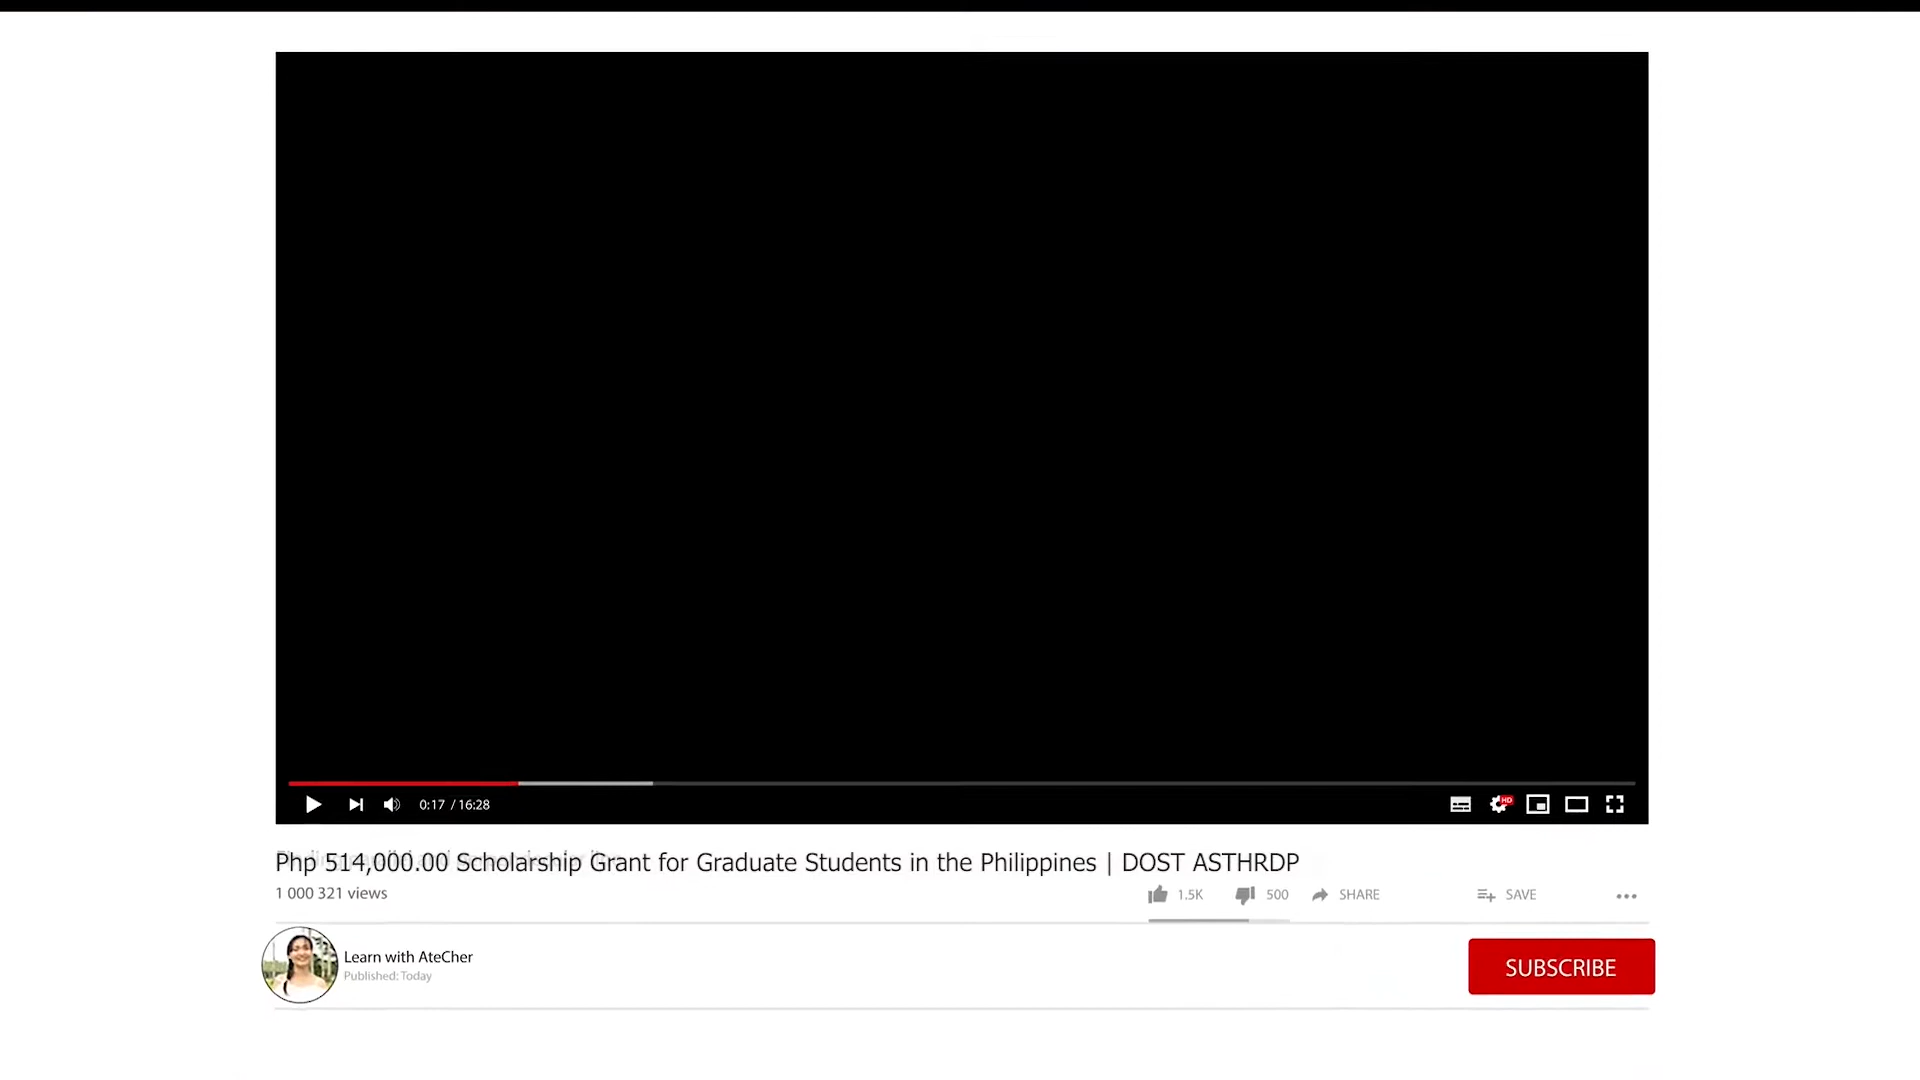 HD
0:17 / 16:28
Php 514,000.00 Scholarship Grant for Graduate Students in the Philippines | DOST ASTHRDP
1 000 321 views
1.5K 500 SHARE SAVE
Learn with AteCher
Published: Today
SUBSCRIBE